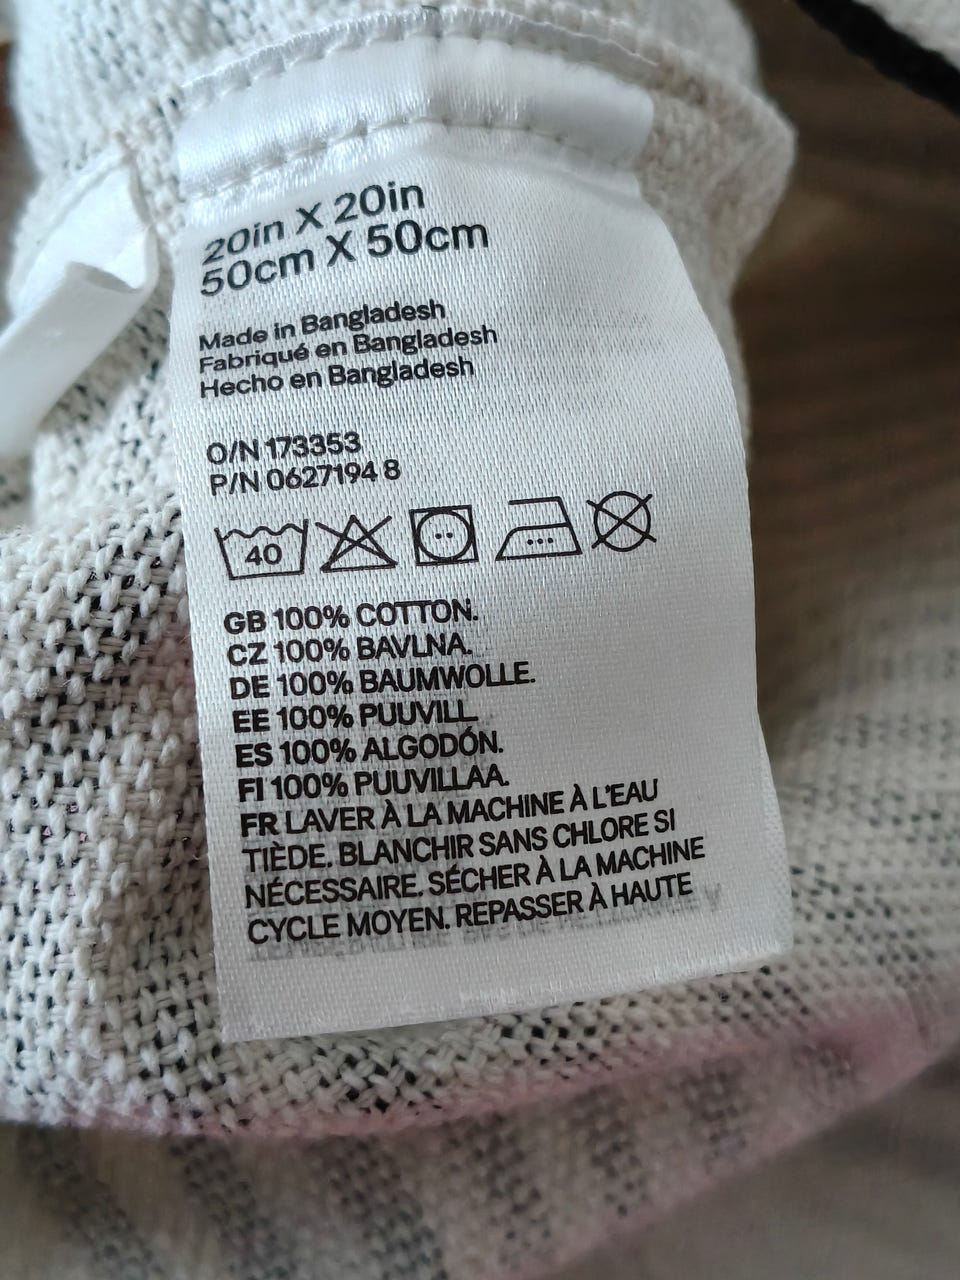 20in X 20in
50cm X 50cm
Made in Bangladesh
Fabriqué en Bangladesh
Hecho en Bangladesh
O/N 173353
P/N 0627194 8
40
GB 100% COTTON.
CZ 100% BAVLNA.
DE 100% BAUMWOLLE.
EE 100% PUUVILL
ES 100% ALGODÓN.
FI 100% PUUVILLAA.
FR LAVER À LA MACHINE À L'EAU
TIÈDE. BLANCHIR SANS CHLORE SI
NÉCESSAIRE. SÉCHER À LA MACHINE
CYCLE MOYEN. REPASSER À HAUTE